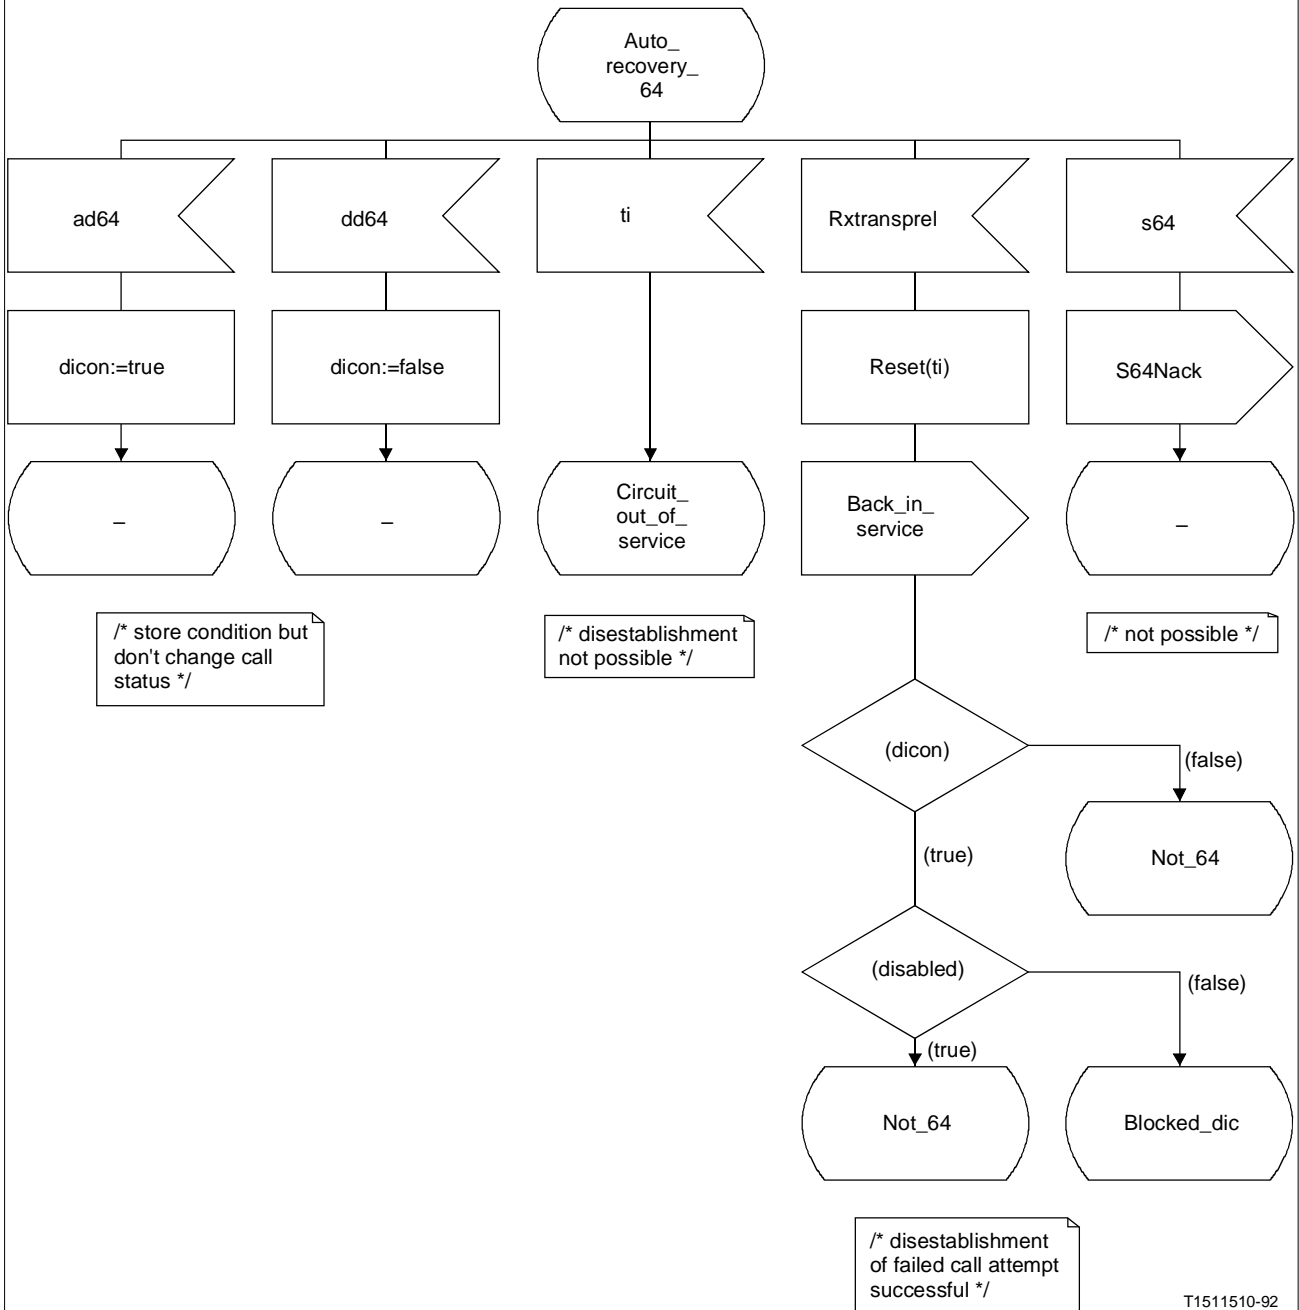 Auto_
recovery_
64
ad64
dd64
ti
Rxtransprel
s64
dicon:=true
dicon:=false
Reset(ti)
S64Nack
_
_
Circuit_
out_of_
service
Back_in_
service
_
/* store condition but
don't change call
status */
/* disestablishment
not possible */
/* not possible */
(dicon)
(false)
(true)
Not_64
(disabled)
(false)
(true)
Not_64
Blocked_dic
/* disestablishment
of failed call attempt
successful */
T1511510-92